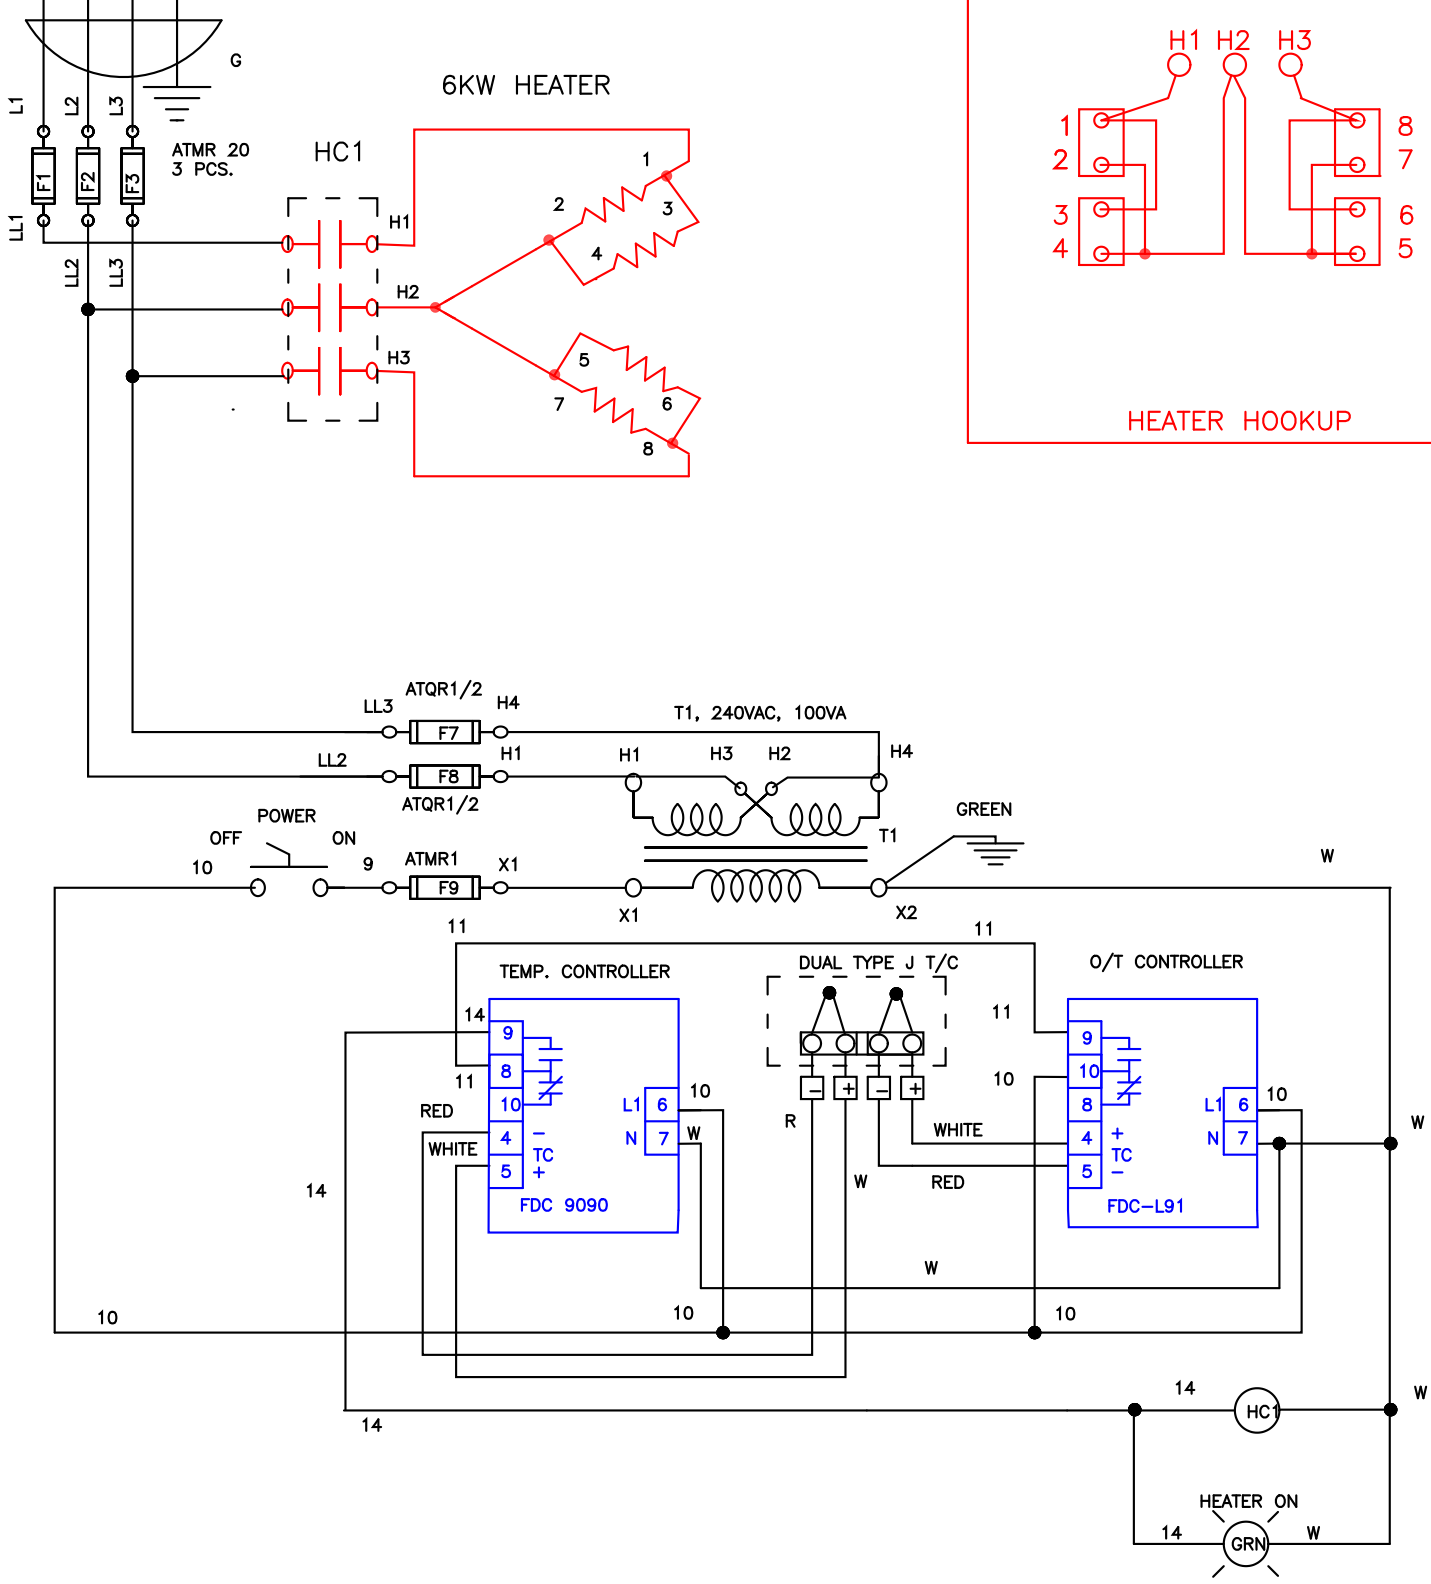 G
L1
L2
L3
ATMR 20
3 PCS.
F1
F2
F3
LL1
LL2
LL3
HC1
H1
H2
H3
6KW HEATER
1
2
3
4
5
6
7
8
H1 H2 H3
1
2
3
4
8
7
6
5
HEATER HOOKUP
ATQR1/2
LL3
F7
H4
T1, 240VAC, 100VA
LL2
F8
H1
ATQR1/2
H1
H3
H2
H4
T1
GREEN
POWER
OFF
ON
10
9
ATMR1
F9
X1
X1
X2
W
11
11
TEMP. CONTROLLER
DUAL TYPE J T/C
O/T CONTROLLER
14
9
8
11
10
RED
4 −
WHITE
TC
5 +
FDC 9090
L1 6
10
N 7
W
− + − +
R
W
WHITE
RED
11
10
9
10
8
4 +
TC
5 −
FDC−L91
L1 6
10
N 7
W
14
W
10
10
10
14
14
HC1
W
HEATER ON
14
GRN
W